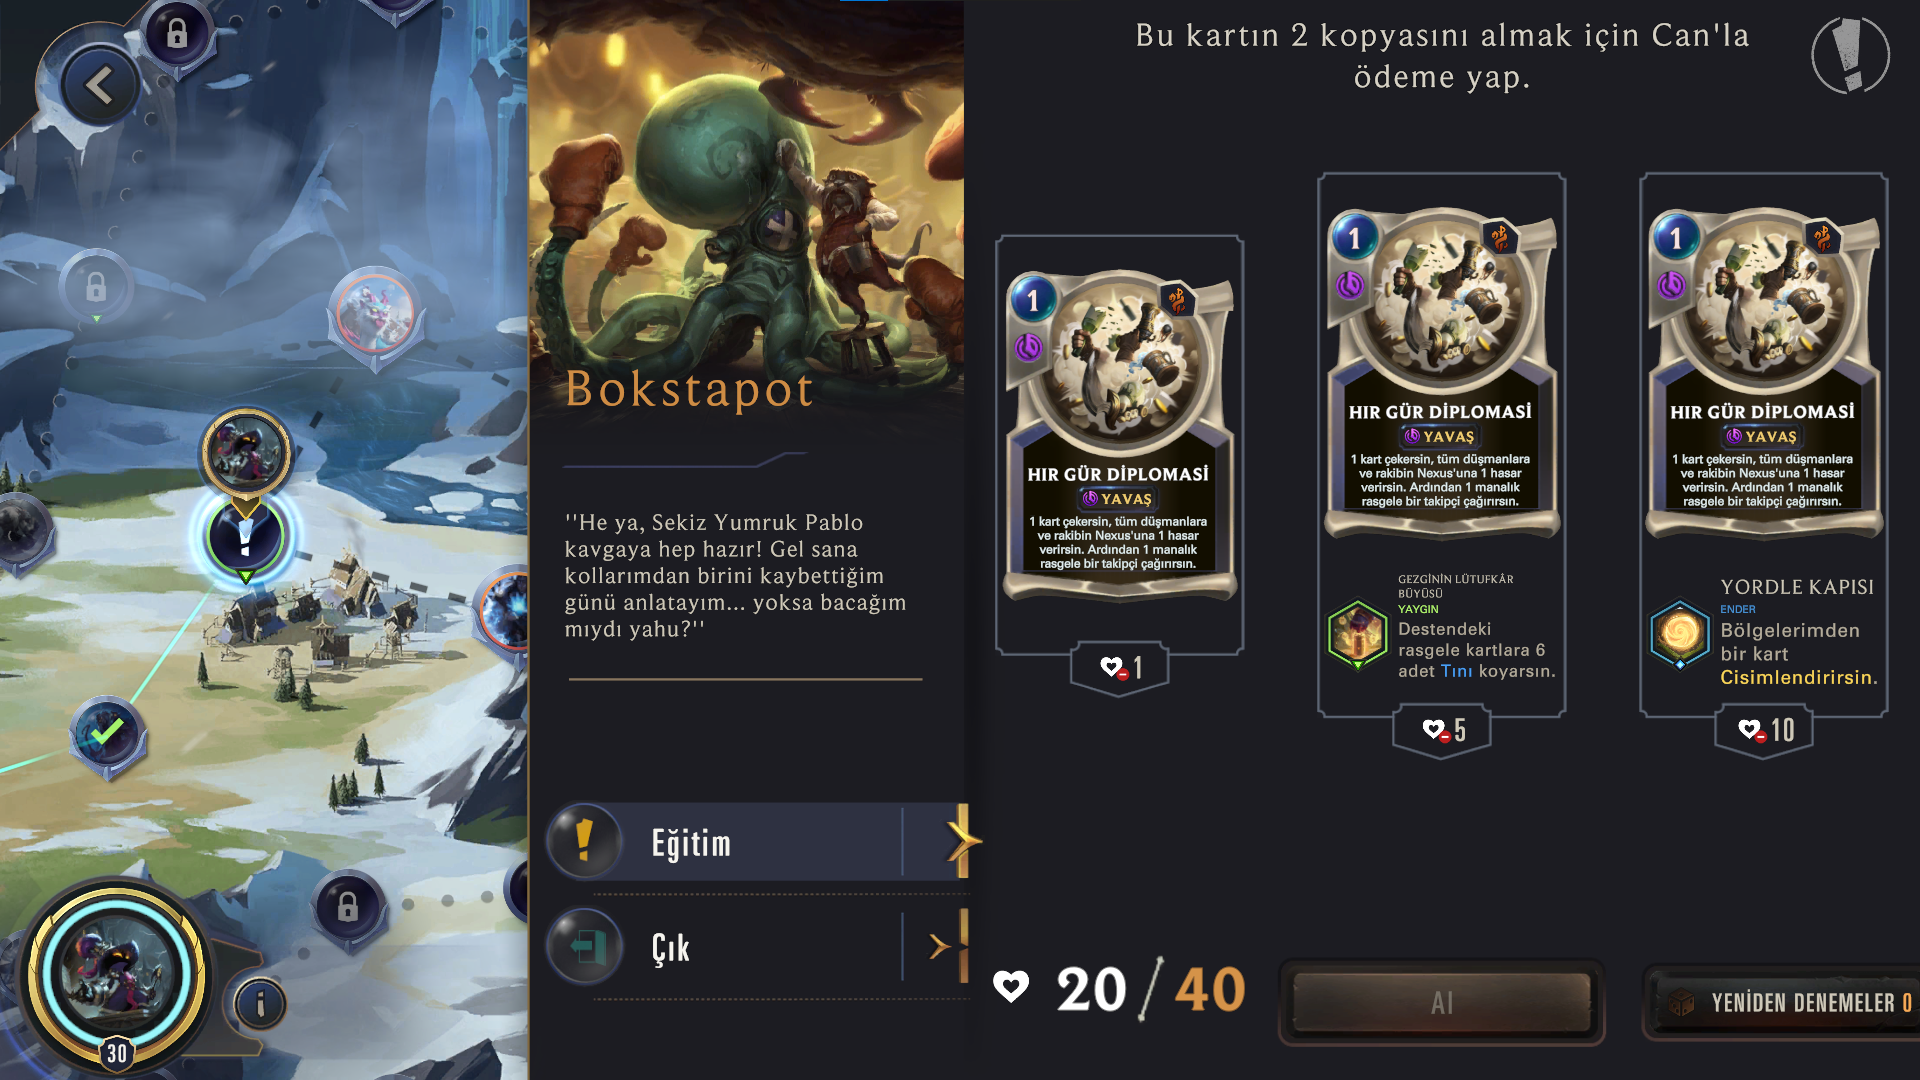 Bu kartın 2 kopyasını almak için Can'la
ödeme yap.
Bokstapot
"He ya, Sekiz Yumruk Pablo
kavgaya hep hazır! Gel sana
kollarımdan birini kaybettiğim
günü anlatayım... yoksa bacağım
mıydı yahu?"
Eğitim
Çık
30
1
HIR GÜR DİPLOMASİ
YAVAŞ
1 kart çekersin, tüm düşmanlara
ve rakibin Nexus'una 1 hasar
verirsin. Ardından 1 manalık
rasgele bir takipçi çağırırsın.
1
1
HIR GÜR DİPLOMASİ
YAVAŞ
1 kart çekersin, tüm düşmanlara
ve rakibin Nexus'una 1 hasar
verirsin. Ardından 1 manalık
rasgele bir takipçi çağırırsın.
GEZGİNİN LÜTUFKÂR
BÜYÜSÜ
YAYGIN
Destendeki
rasgele kartlara 6
adet Tını koyarsın.
5
1
HIR GÜR DİPLOMASİ
YAVAŞ
1 kart çekersin, tüm düşmanlara
ve rakibin Nexus'una 1 hasar
verirsin. Ardından 1 manalık
rasgele bir takipçi çağırırsın.
YORDLE KAPISI
ENDER
Bölgelerimden
bir kart
Cisimlendirirsin.
10
20/40
Al
YENİDEN DENEMELER 0